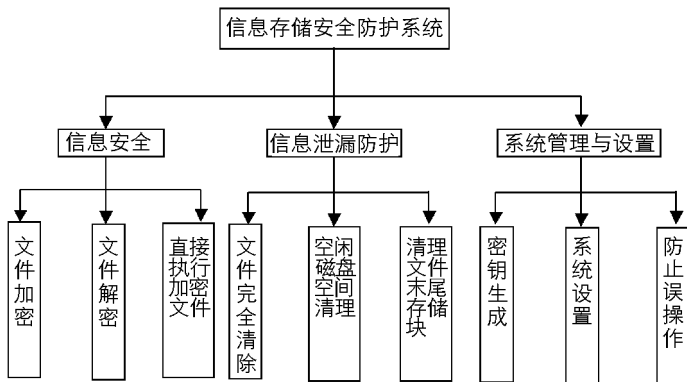 信息存储安全防护系统
信息安全
信息泄漏防护
系统管理与设置
文件加密
文件解密
直接
执行
加密
文件
文件完全清除
空闲
磁盘
空间
清理
清理
文件
末尾
存储
块
密钥生成
系统设置
防止误操作